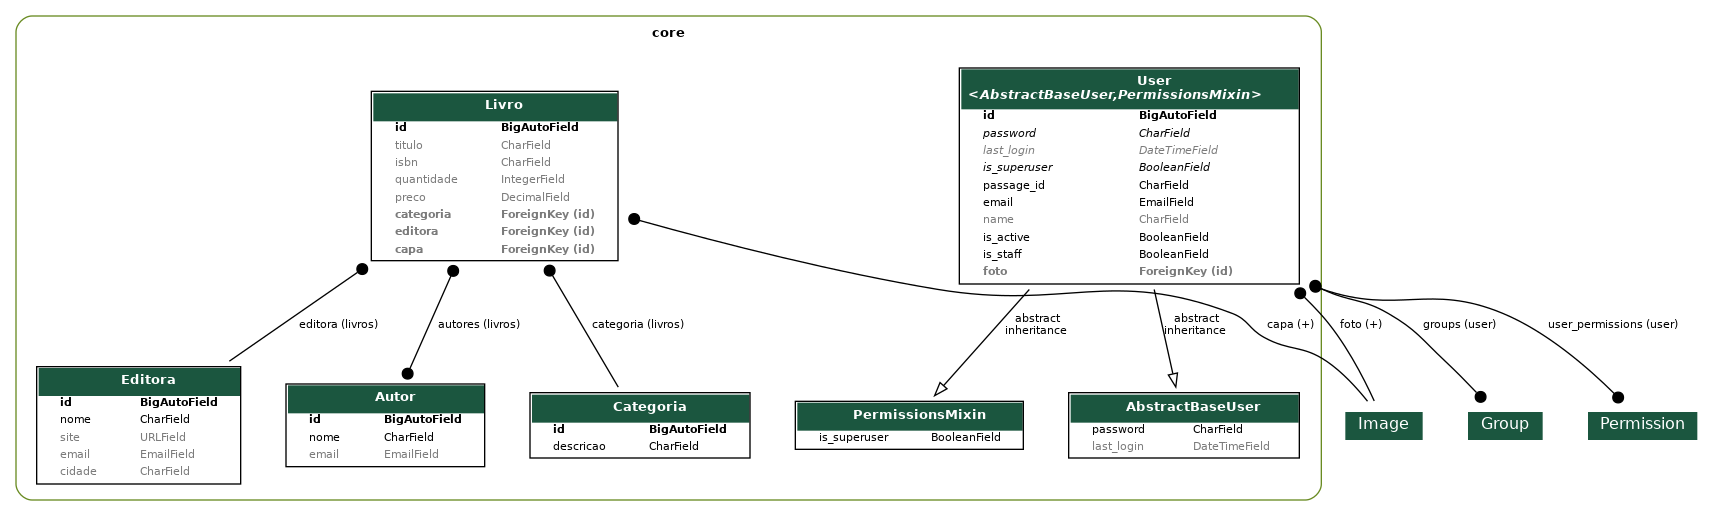 core
Livro
id BigAutoField
titulo CharField
isbn CharField
quantidade IntegerField
preco DecimalField
categoria ForeignKey (id)
editora ForeignKey (id)
capa ForeignKey (id)
User
<AbstractBaseUser,PermissionsMixin>
id BigAutoField
password CharField
last_login DateTimeField
is_superuser BooleanField
passage_id CharField
email EmailField
name CharField
is_active BooleanField
is_staff BooleanField
foto ForeignKey (id)
editora (livros)
autores (livros)
categoria (livros)
abstract
inheritance
abstract
inheritance
capa (+)
foto (+)
groups (user)
user_permissions (user)
Editora
id BigAutoField
nome CharField
site URLField
email EmailField
cidade CharField
Autor
id BigAutoField
nome CharField
email EmailField
Categoria
id BigAutoField
descricao CharField
PermissionsMixin
is_superuser BooleanField
AbstractBaseUser
password CharField
last_login DateTimeField
Image
Group
Permission